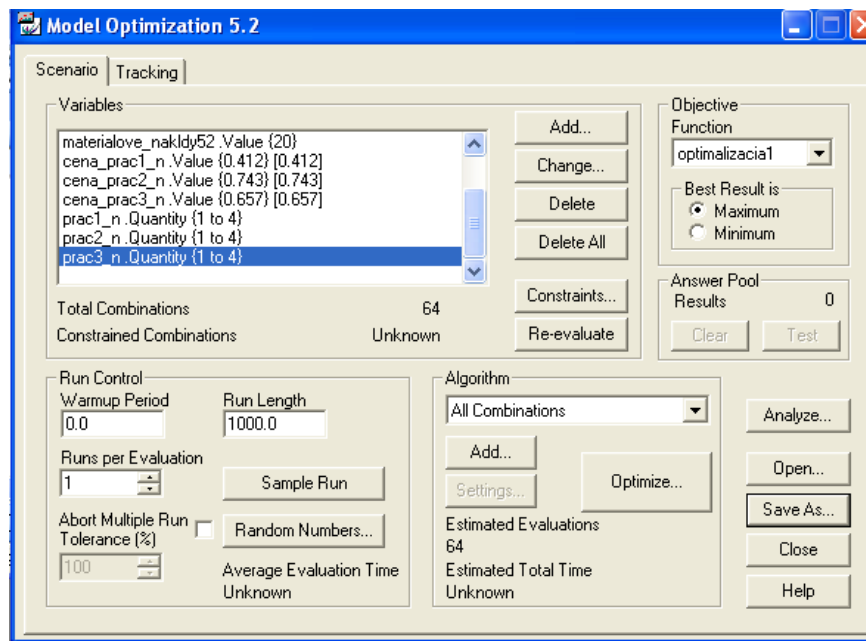 Model Optimization 5.2
Scenario
Tracking
Variables
materialove_nakldy52 .Value {20}
cena_prac1_n .Value {0.412} [0.412]
cena_prac2_n .Value {0.743} [0.743]
cena_prac3_n .Value {0.657} [0.657]
prac1_n .Quantity {1 to 4}
prac2_n .Quantity {1 to 4}
prac3_n .Quantity {1 to 4}
Total Combinations 64
Constrained Combinations Unknown
Add...
Change...
Delete
Delete All
Constraints...
Re-evaluate
Objective
Function
optimalizacia1
Best Result is
Maximum
Minimum
Answer Pool
Results 0
Clear
Test
Run Control
Warmup Period
0.0
Run Length
1000.0
Runs per Evaluation
1
Sample Run
Abort Multiple Run
Tolerance (%)
100
Random Numbers...
Average Evaluation Time
Unknown
Algorithm
All Combinations
Add...
Settings...
Optimize...
Estimated Evaluations
64
Estimated Total Time
Unknown
Analyze...
Open...
Save As...
Close
Help